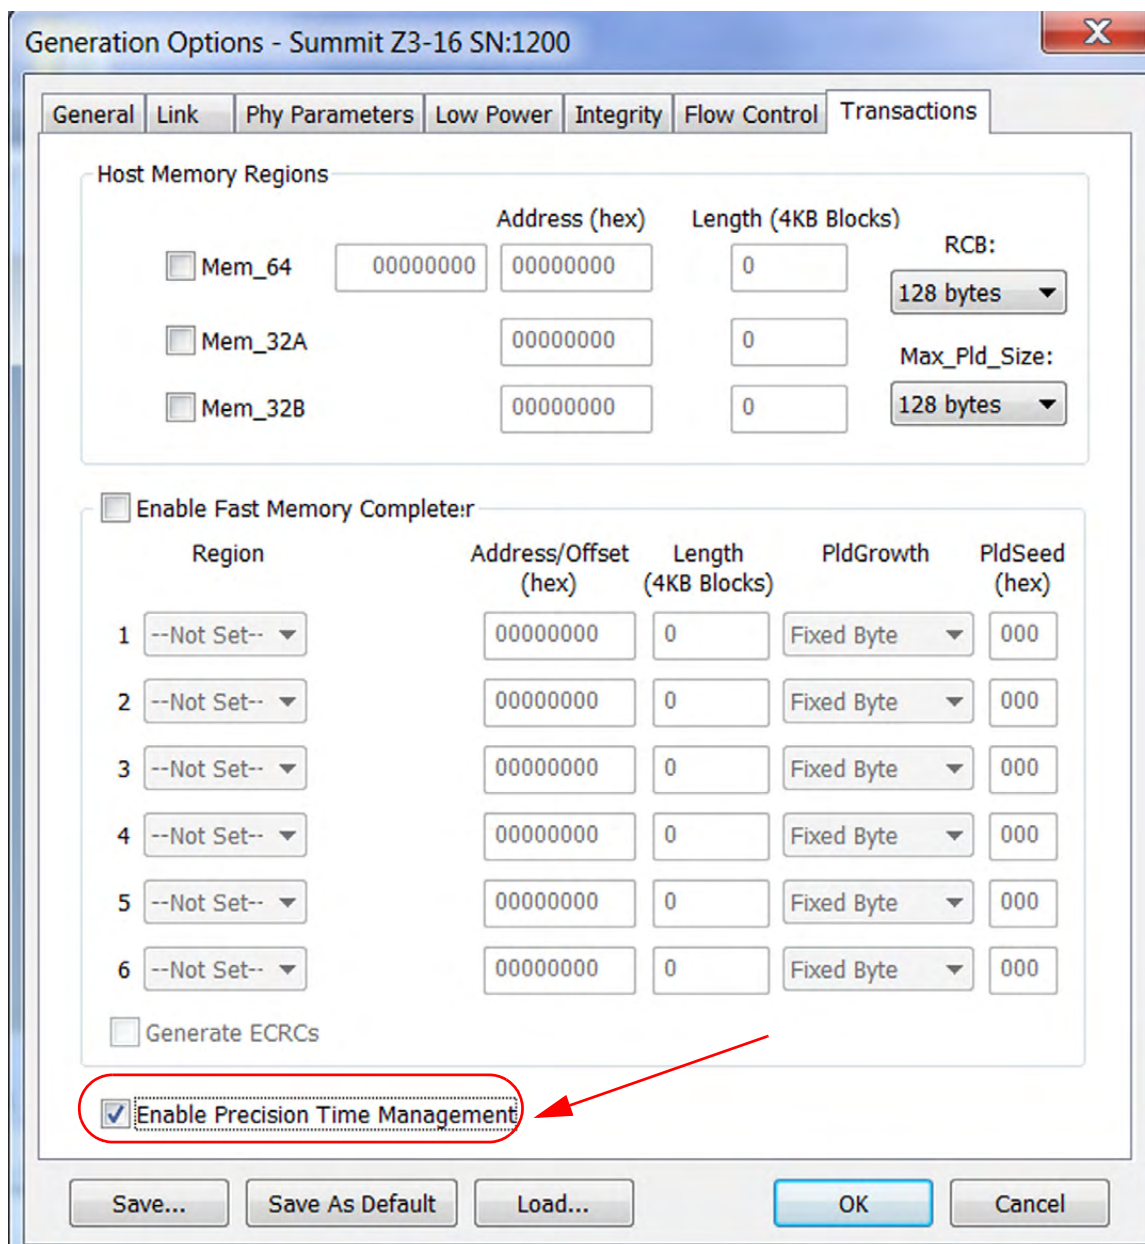 Generation Options - Summit Z3-16 SN:1200
X
General Link Phy Parameters Low Power Integrity Flow Control Transactions
Host Memory Regions
Address (hex) Length (4KB Blocks)
RCB:
Mem_64 00000000 00000000 0
128 bytes
Mem_32A 00000000 0
Max_Pld_Size:
Mem_32B 00000000 0 128 bytes
Enable Fast Memory Completer
Region Address/Offset (hex) Length (4KB Blocks) PldGrowth PldSeed (hex)
1 --Not Set-- 00000000 0 Fixed Byte 000
2 --Not Set-- 00000000 0 Fixed Byte 000
3 --Not Set-- 00000000 0 Fixed Byte 000
4 --Not Set-- 00000000 0 Fixed Byte 000
5 --Not Set-- 00000000 0 Fixed Byte 000
6 --Not Set-- 00000000 0 Fixed Byte 000
Generate ECRCs
Enable Precision Time Management
Save... Save As Default Load... OK Cancel